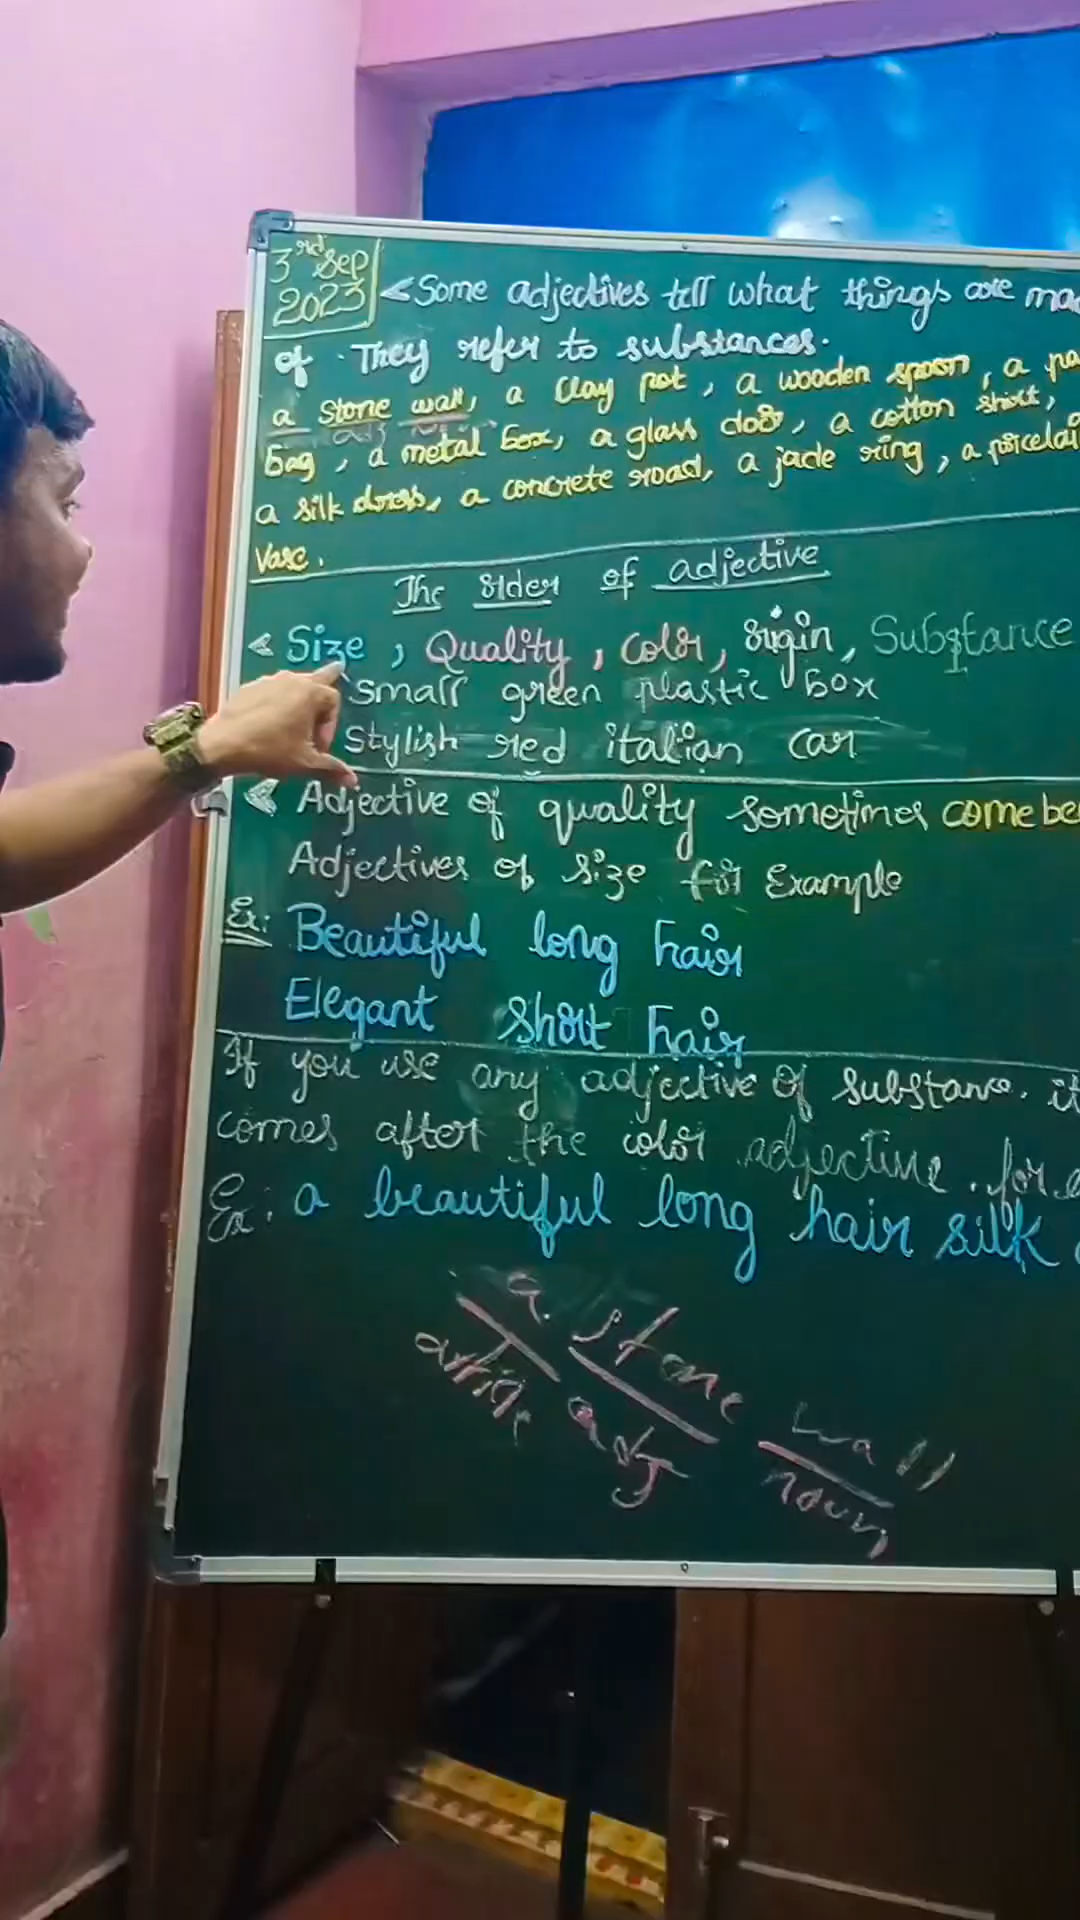 3rd Sep
2023
Some adjectives tell what things are
of. They refer to substances.
a stone wall, a clay pot, a wooden spoon, a
bag, a metal box, a glass door, a cotton shirt,
a silk dress, a concrete road, a jade ring, a
Vase.
The order of adjective
Size, Quality, color, origin, Substance
small green plastic box
stylish red italian car
Adjective of quality sometimes come
Adjectives of size for Example
Ex: Beautiful long hair
Elegant short hair
If you use any adjective of substance. it
comes after the color adjective. for
Ex: a beautiful long hair silk
a stone wall
article adj noun